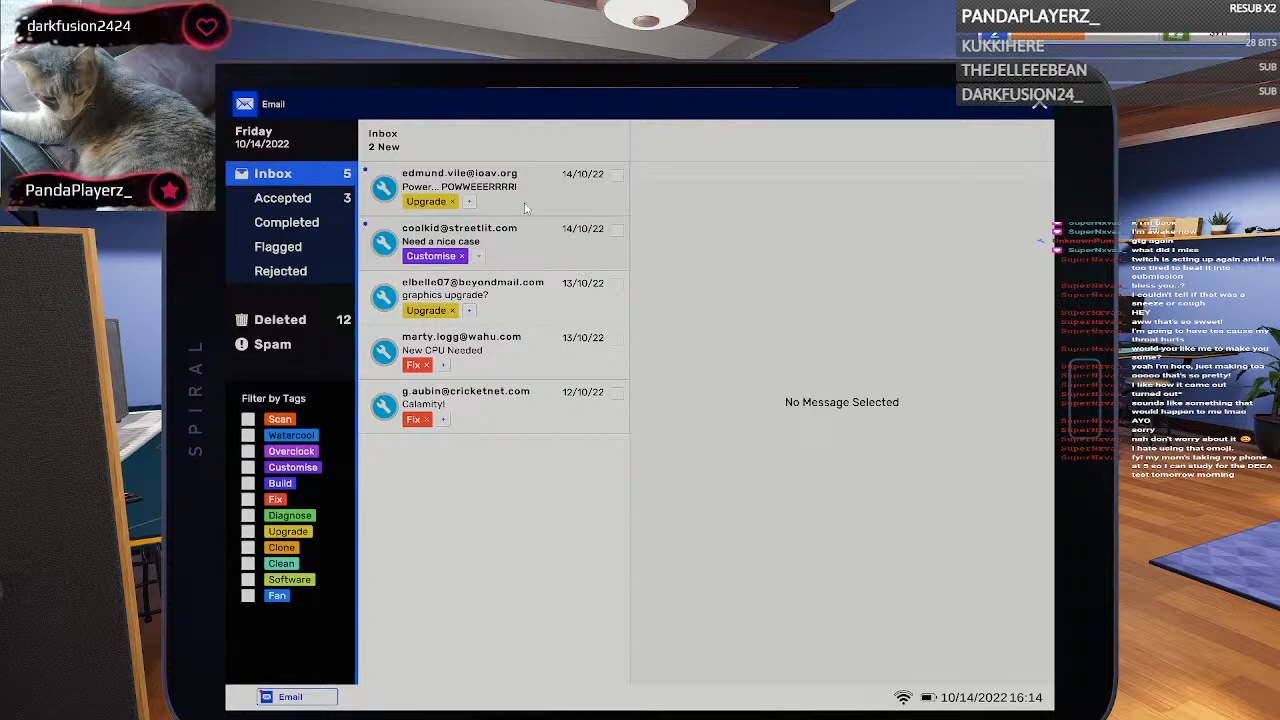 darkfusion2424
PandaPlayerz_
PANDAPLAYERZ_
RESUB X2
KUKKIHERE
28 BITS
THEJELLEEEBEAN
SUB
DARKFUSION24_
SUB
Email
Friday
10/14/2022
Inbox 5
Accepted 3
Completed
Flagged
Rejected
Deleted 12
Spam
Filter by Tags
Scan
Watercool
Overclock
Customise
Build
Fix
Diagnose
Upgrade
Clone
Clean
Software
Fan
SPIRAL
Inbox
2 New
edmund.vile@ioav.org 14/10/22
Power... POWWEEERRRR!
Upgrade × +
coolkid@streetlit.com 14/10/22
Need a nice case
Customise × +
elbelle07@beyondmail.com 13/10/22
graphics upgrade?
Upgrade × +
marty.logg@wahu.com 13/10/22
New CPU Needed
Fix × +
g.aubin@cricketnet.com 12/10/22
Calamity!
Fix × +
No Message Selected
I'm awake now
gtg again
what did I miss
twitch is acting up again and I'm
too tired to beat it into
submission
bless you..?
I couldn't tell if that was a
sneeze or cough
HEY
aww that's so sweet!
I'm going to have tea cause my
throat hurts
would you like me to make you
some?
yeah I'm here, just making tea
ooooo that's so pretty!
I like how it came
turned out*
sounds like something that
would happen to me lmao
AYO
sorry
nah don't worry about it
I hate using that emoji.
fyi my mom's taking my phone
at 5 so I can study for the DECA
test tomorrow morning
Email
10/14/2022 16:14